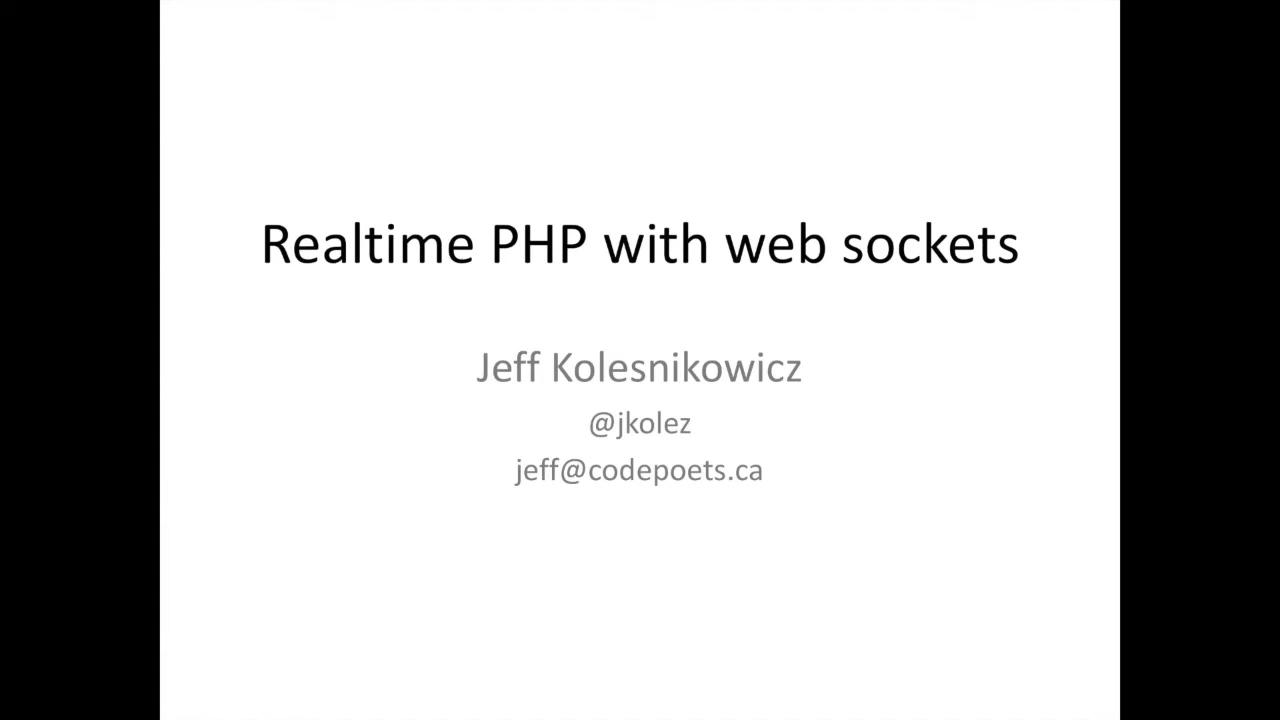 Realtime PHP with web sockets
Jeff Kolesnikowicz
@jkolez
jeff@codepoets.ca